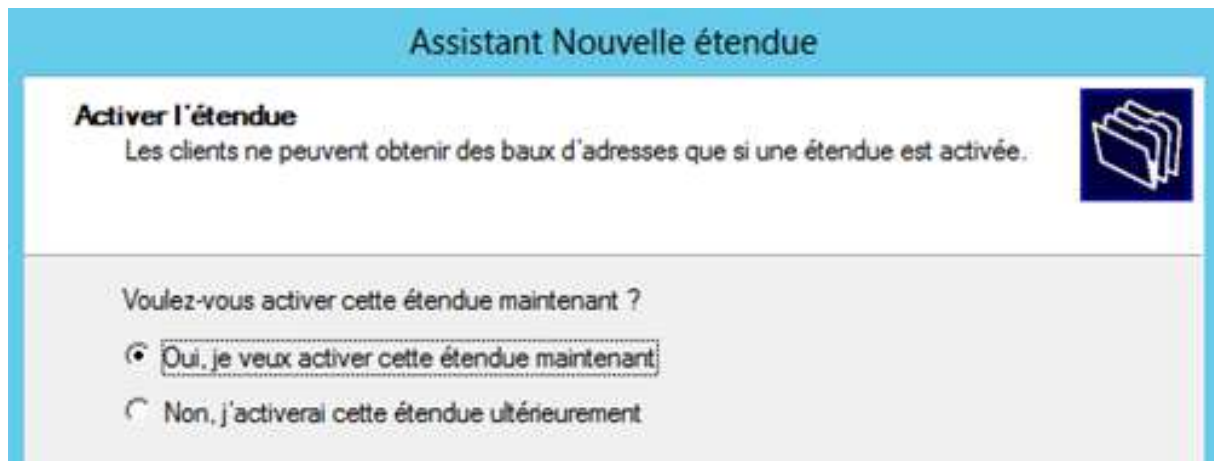 Assistant Nouvelle étendue
Activer l'étendue
Les clients ne peuvent obtenir des baux d'adresses que si une étendue est activée.
Voulez-vous activer cette étendue maintenant ?
Oui, je veux activer cette étendue maintenant
Non, j'activerai cette étendue ultérieurement